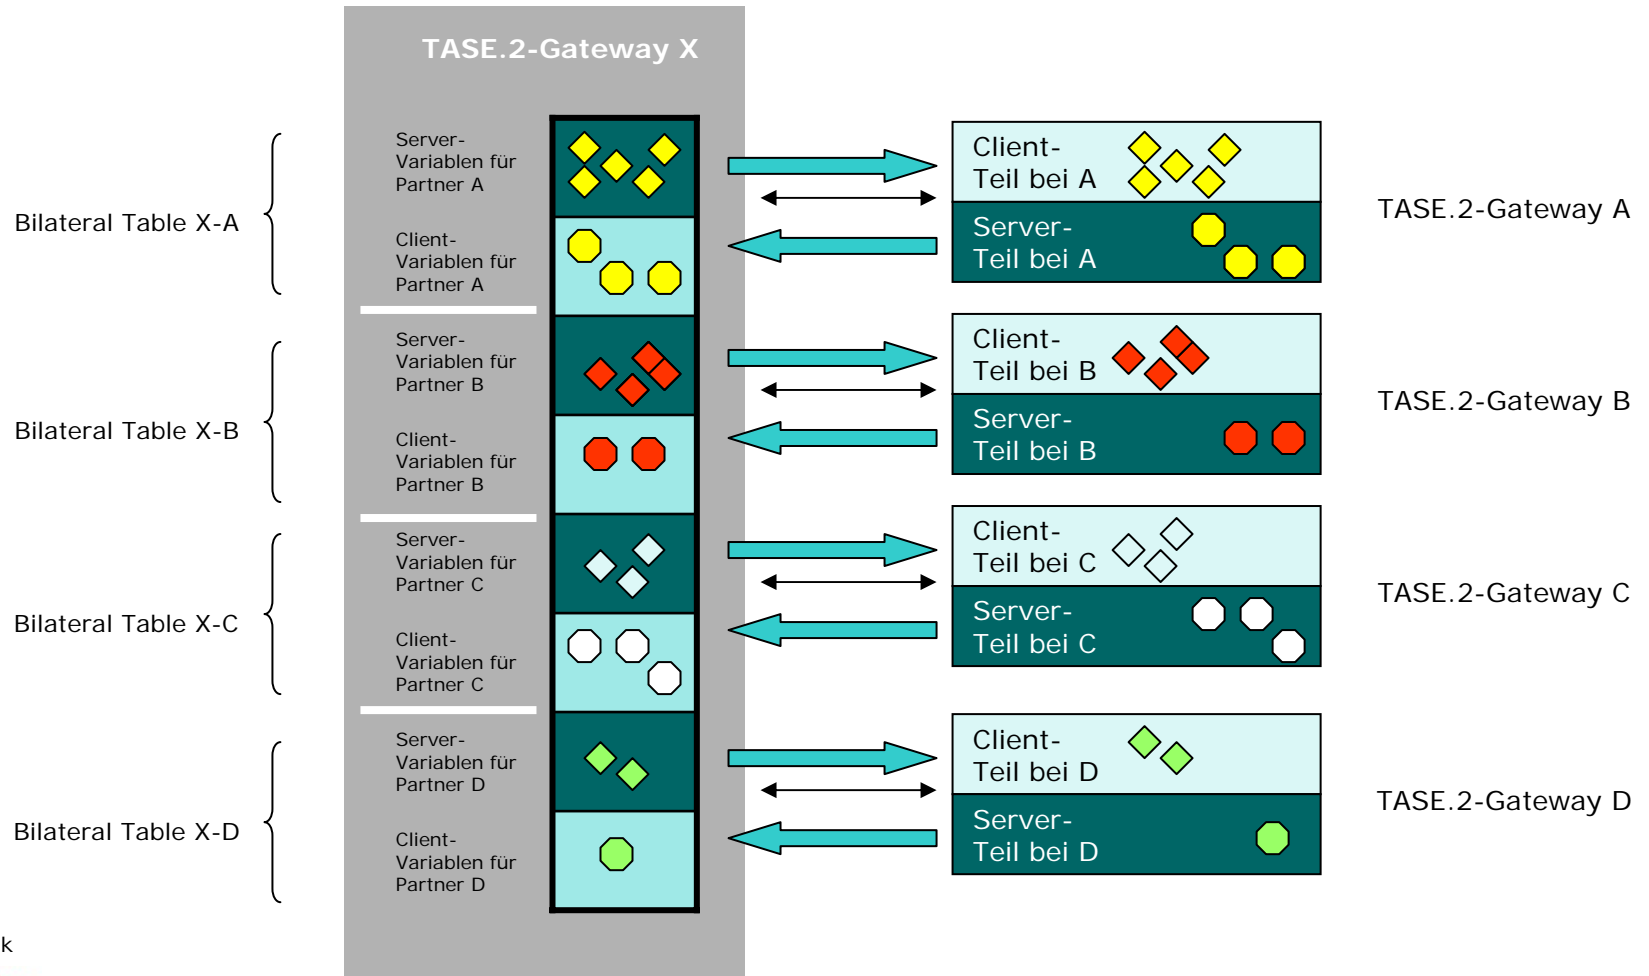 TASE.2-Gateway X
Bilateral Table X-A
Server-
Variablen für
Partner A
Client-
Variablen für
Partner A
Client-
Teil bei A
Server-
Teil bei A
TASE.2-Gateway A
Bilateral Table X-B
Server-
Variablen für
Partner B
Client-
Variablen für
Partner B
Client-
Teil bei B
Server-
Teil bei B
TASE.2-Gateway B
Bilateral Table X-C
Server-
Variablen für
Partner C
Client-
Variablen für
Partner C
Client-
Teil bei C
Server-
Teil bei C
TASE.2-Gateway C
Bilateral Table X-D
Server-
Variablen für
Partner D
Client-
Variablen für
Partner D
Client-
Teil bei D
Server-
Teil bei D
TASE.2-Gateway D
k